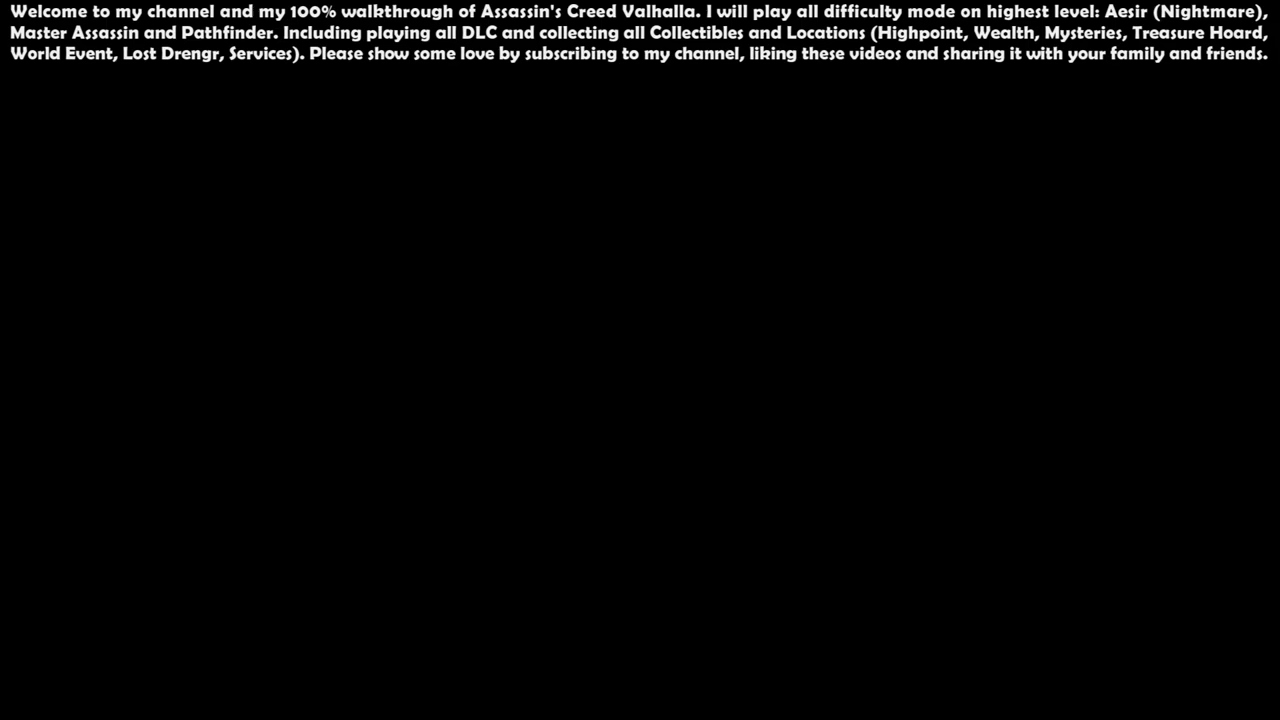 Welcome to my channel and my 100% walkthrough of Assassin's Creed Valhalla. I will play all difficulty mode on highest level: Aesir (Nightmare),
Master Assassin and Pathfinder. Including playing all DLC and collecting all Collectibles and Locations (Highpoint, Wealth, Mysteries, Treasure Hoard,
World Event, Lost Drengr, Services). Please show some love by subscribing to my channel, liking these videos and sharing it with your family and friends.